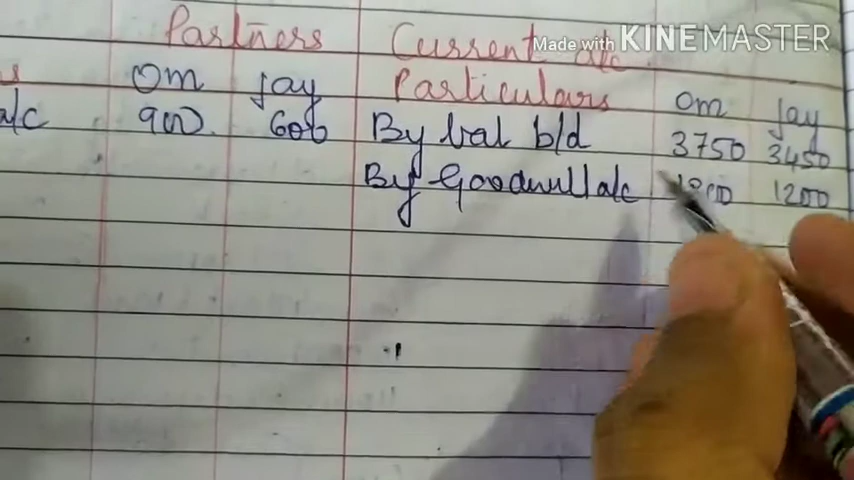 Partners Current a/c
Made with KINEMASTER
Om Jay Particulars Om Jay
a/c 900 600 By bal b/d 3750 3450
By Goodwill a/c 1800 1200